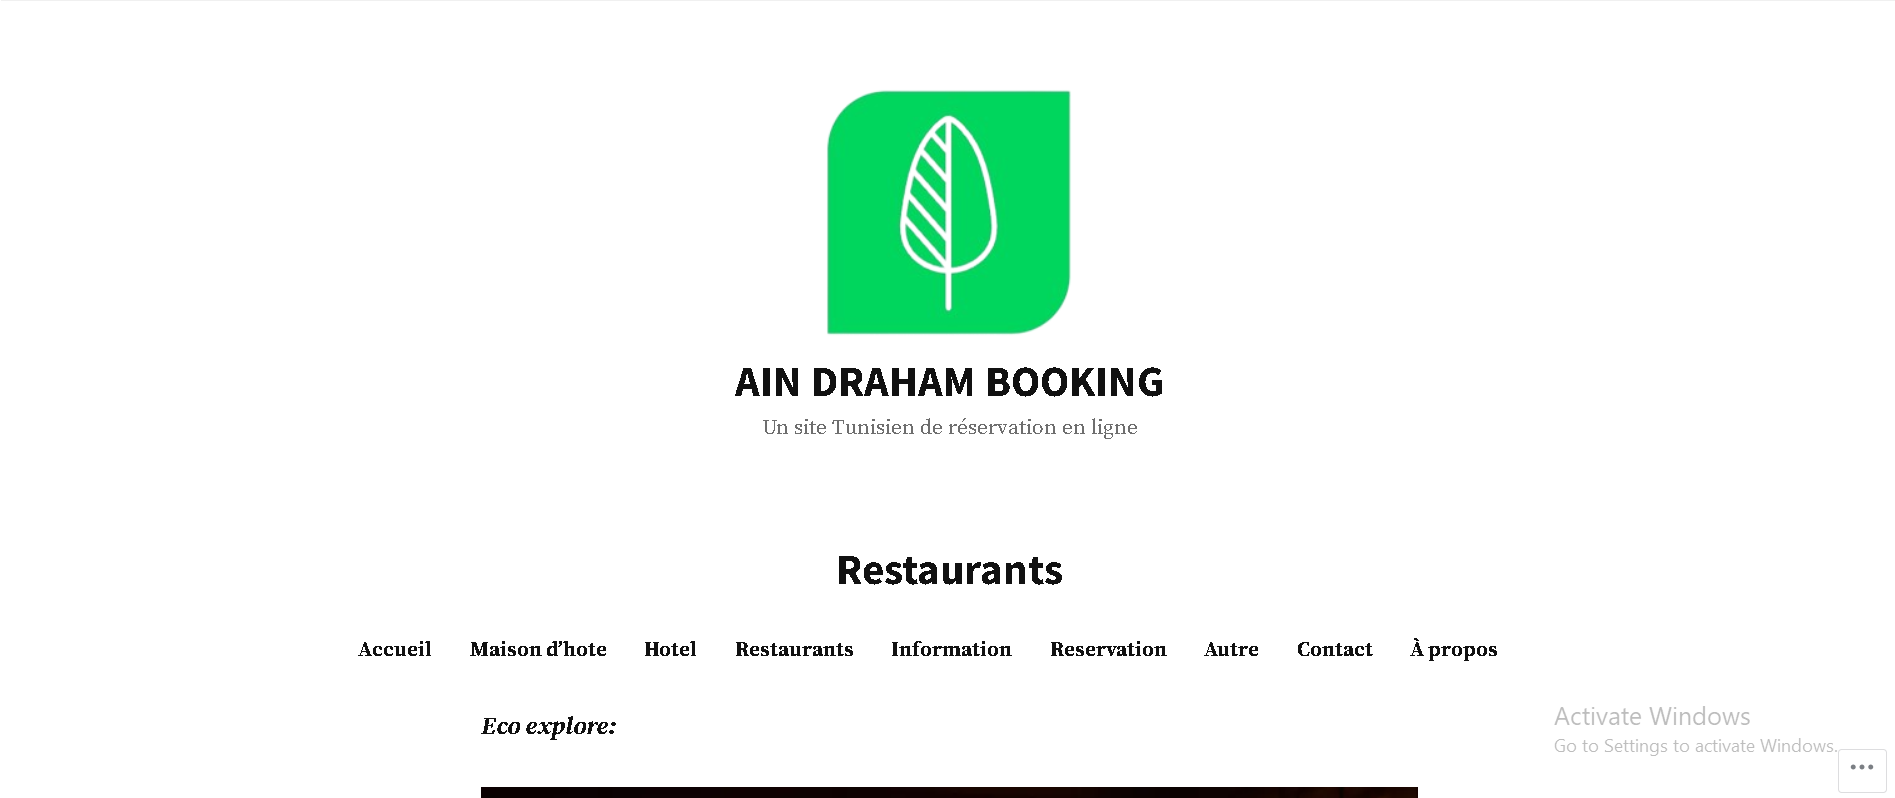 AIN DRAHAM BOOKING
Un site Tunisien de réservation en ligne
Restaurants
Accueil Maison d’hote Hotel Restaurants Information Reservation Autre Contact À propos
Eco explore:
Activate Windows
Go to Settings to activate Windows.